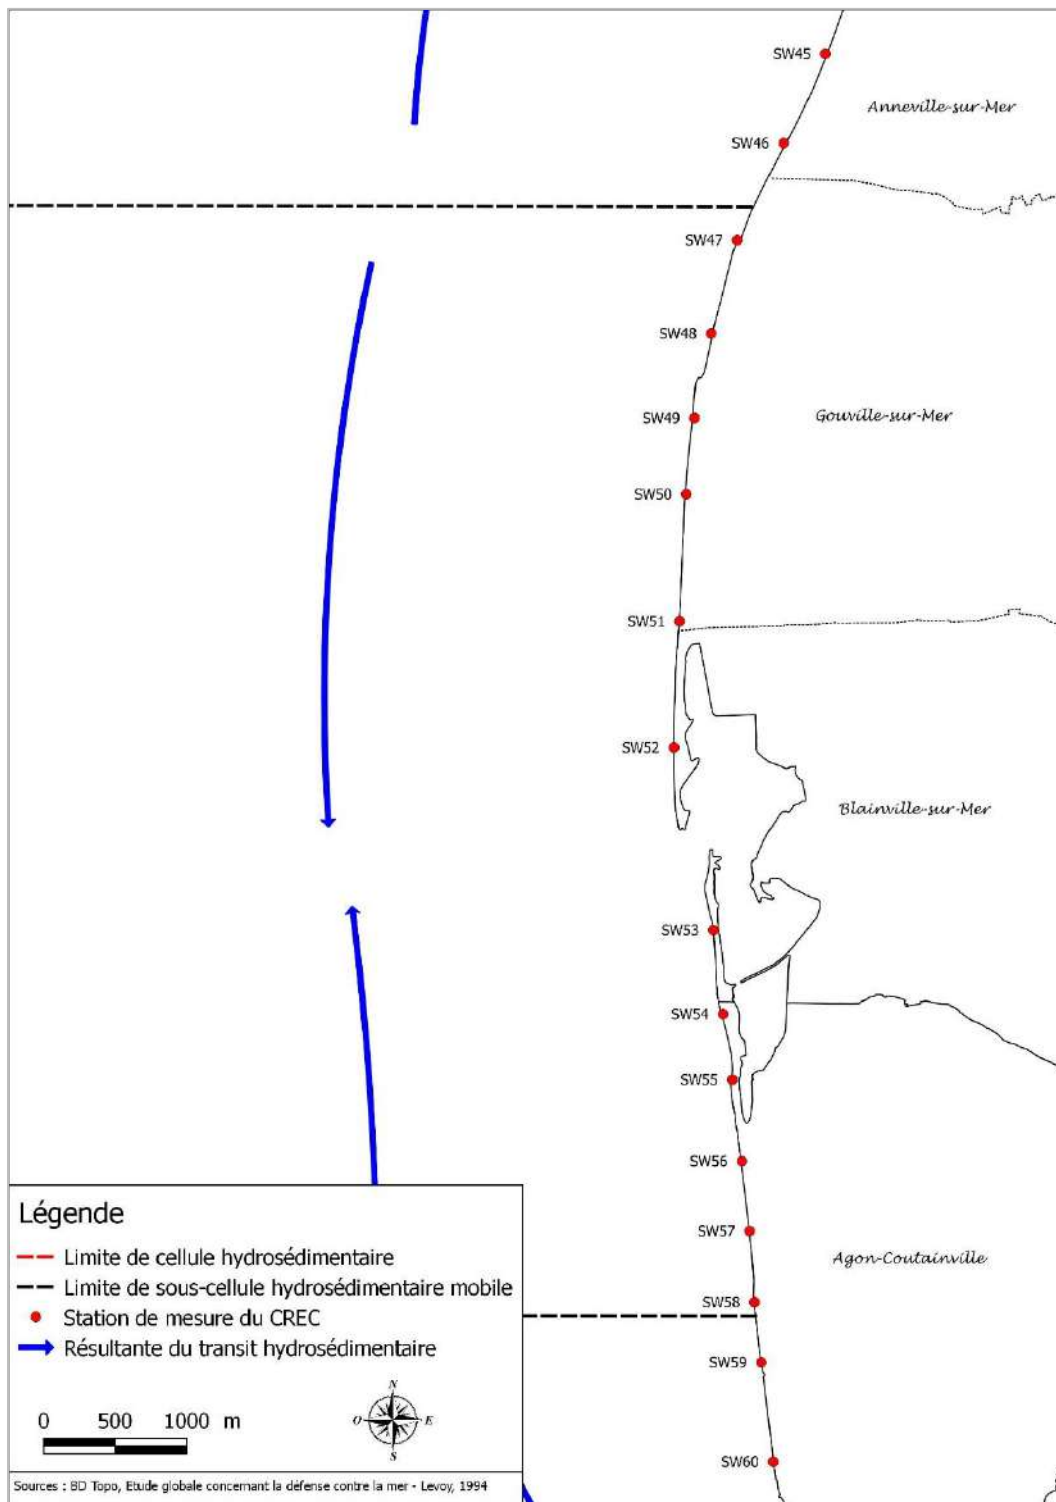 SW45
Anneville-sur-Mer
SW46
SW47
SW48
SW49
Gouville-sur-Mer
SW50
SW51
SW52
Blainville-sur-Mer
SW53
SW54
SW55
SW56
SW57
Agon-Coutainville
SW58
SW59
SW60
Légende
Limite de cellule hydrosédimentaire
Limite de sous-cellule hydrosédimentaire mobile
Station de mesure du CREC
Résultante du transit hydrosédimentaire
N
O E
S
0 500 1000 m
Sources : BD Topo, Etude globale concernant la défense contre la mer - Levoy, 1994